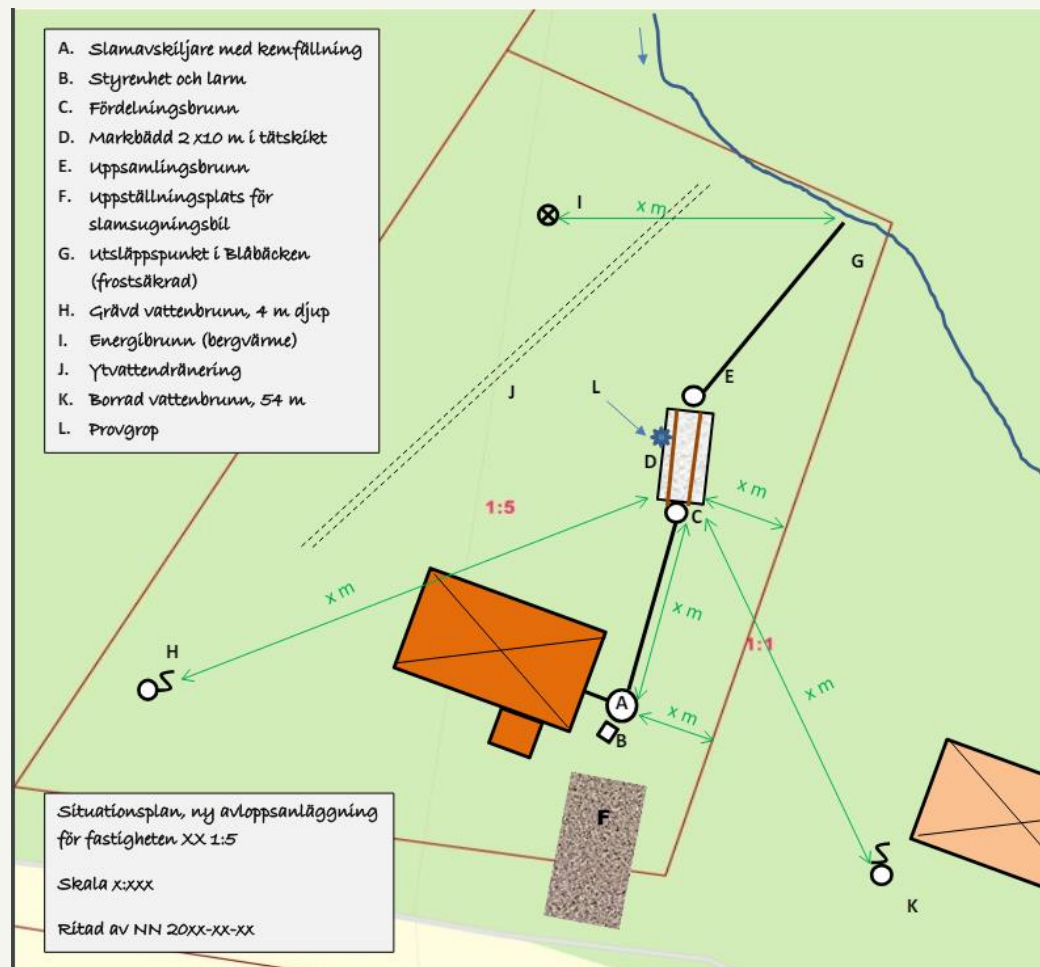 A. Slamavskiljare med kemfällning
B. Styrenhet och larm
C. Fördelningsbrunn
D. Markbädd 2 x10 m i tätskikt
E. Uppsamlingsbrunn
F. Uppställningsplats för
slamsugningsbil
G. Utsläppspunkt i Blåbäcken
(frostsäkrad)
H. Grävd vattenbrunn, 4 m djup
I. Energibrunn (bergvärme)
J. Ytvattendränering
K. Borrad vattenbrunn, 54 m
L. Provgrop
I
x m
G
E
L
J
D
x m
1:5
C
x m
x m
H
1:1
x m
A
x m
B
F
K
Situationsplan, ny avloppsanläggning
för fastigheten XX 1:5
Skala x:xxx
Ritad av NN 20xx-xx-xx